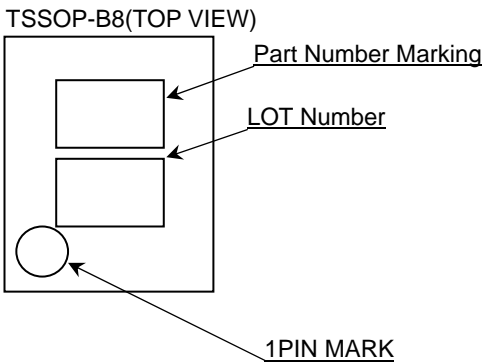 TSSOP-B8(TOP VIEW)
Part Number Marking
LOT Number
1PIN MARK